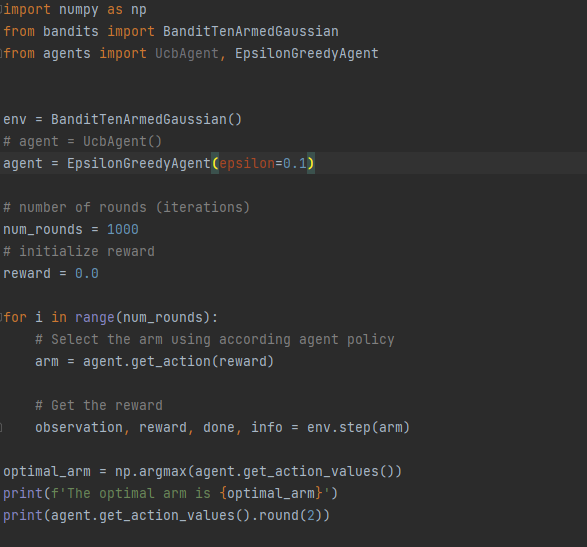 import numpy as np
from bandits import BanditTenArmedGaussian
from agents import UcbAgent, EpsilonGreedyAgent
env = BanditTenArmedGaussian()
# agent = UcbAgent()
agent = EpsilonGreedyAgent(epsilon=0.1)
# number of rounds (iterations)
num_rounds = 1000
# initialize reward
reward = 0.0
for i in range(num_rounds):
    # Select the arm using according agent policy
    arm = agent.get_action(reward)
    # Get the reward
    observation, reward, done, info = env.step(arm)
optimal_arm = np.argmax(agent.get_action_values())
print(f'The optimal arm is {optimal_arm}')
print(agent.get_action_values().round(2))